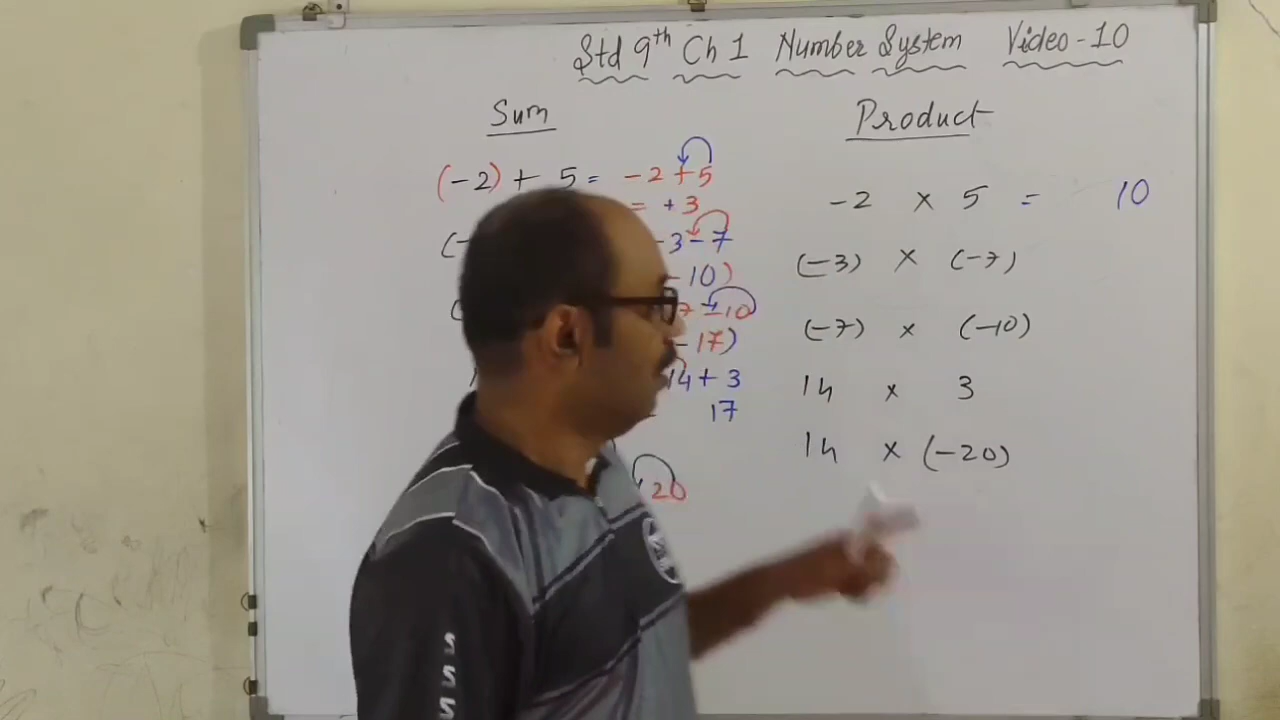 Std 9th Ch 1 Number System Video-10
Sum
(-2) + 5 = -2 + 5
= +3
3 - 7
- 10)
7 - 10
- 17)
14 + 3
17
20
Product
-2 × 5 = 10
(-3) × (-7)
(-7) × (-10)
14 × 3
14 × (-20)
SSS